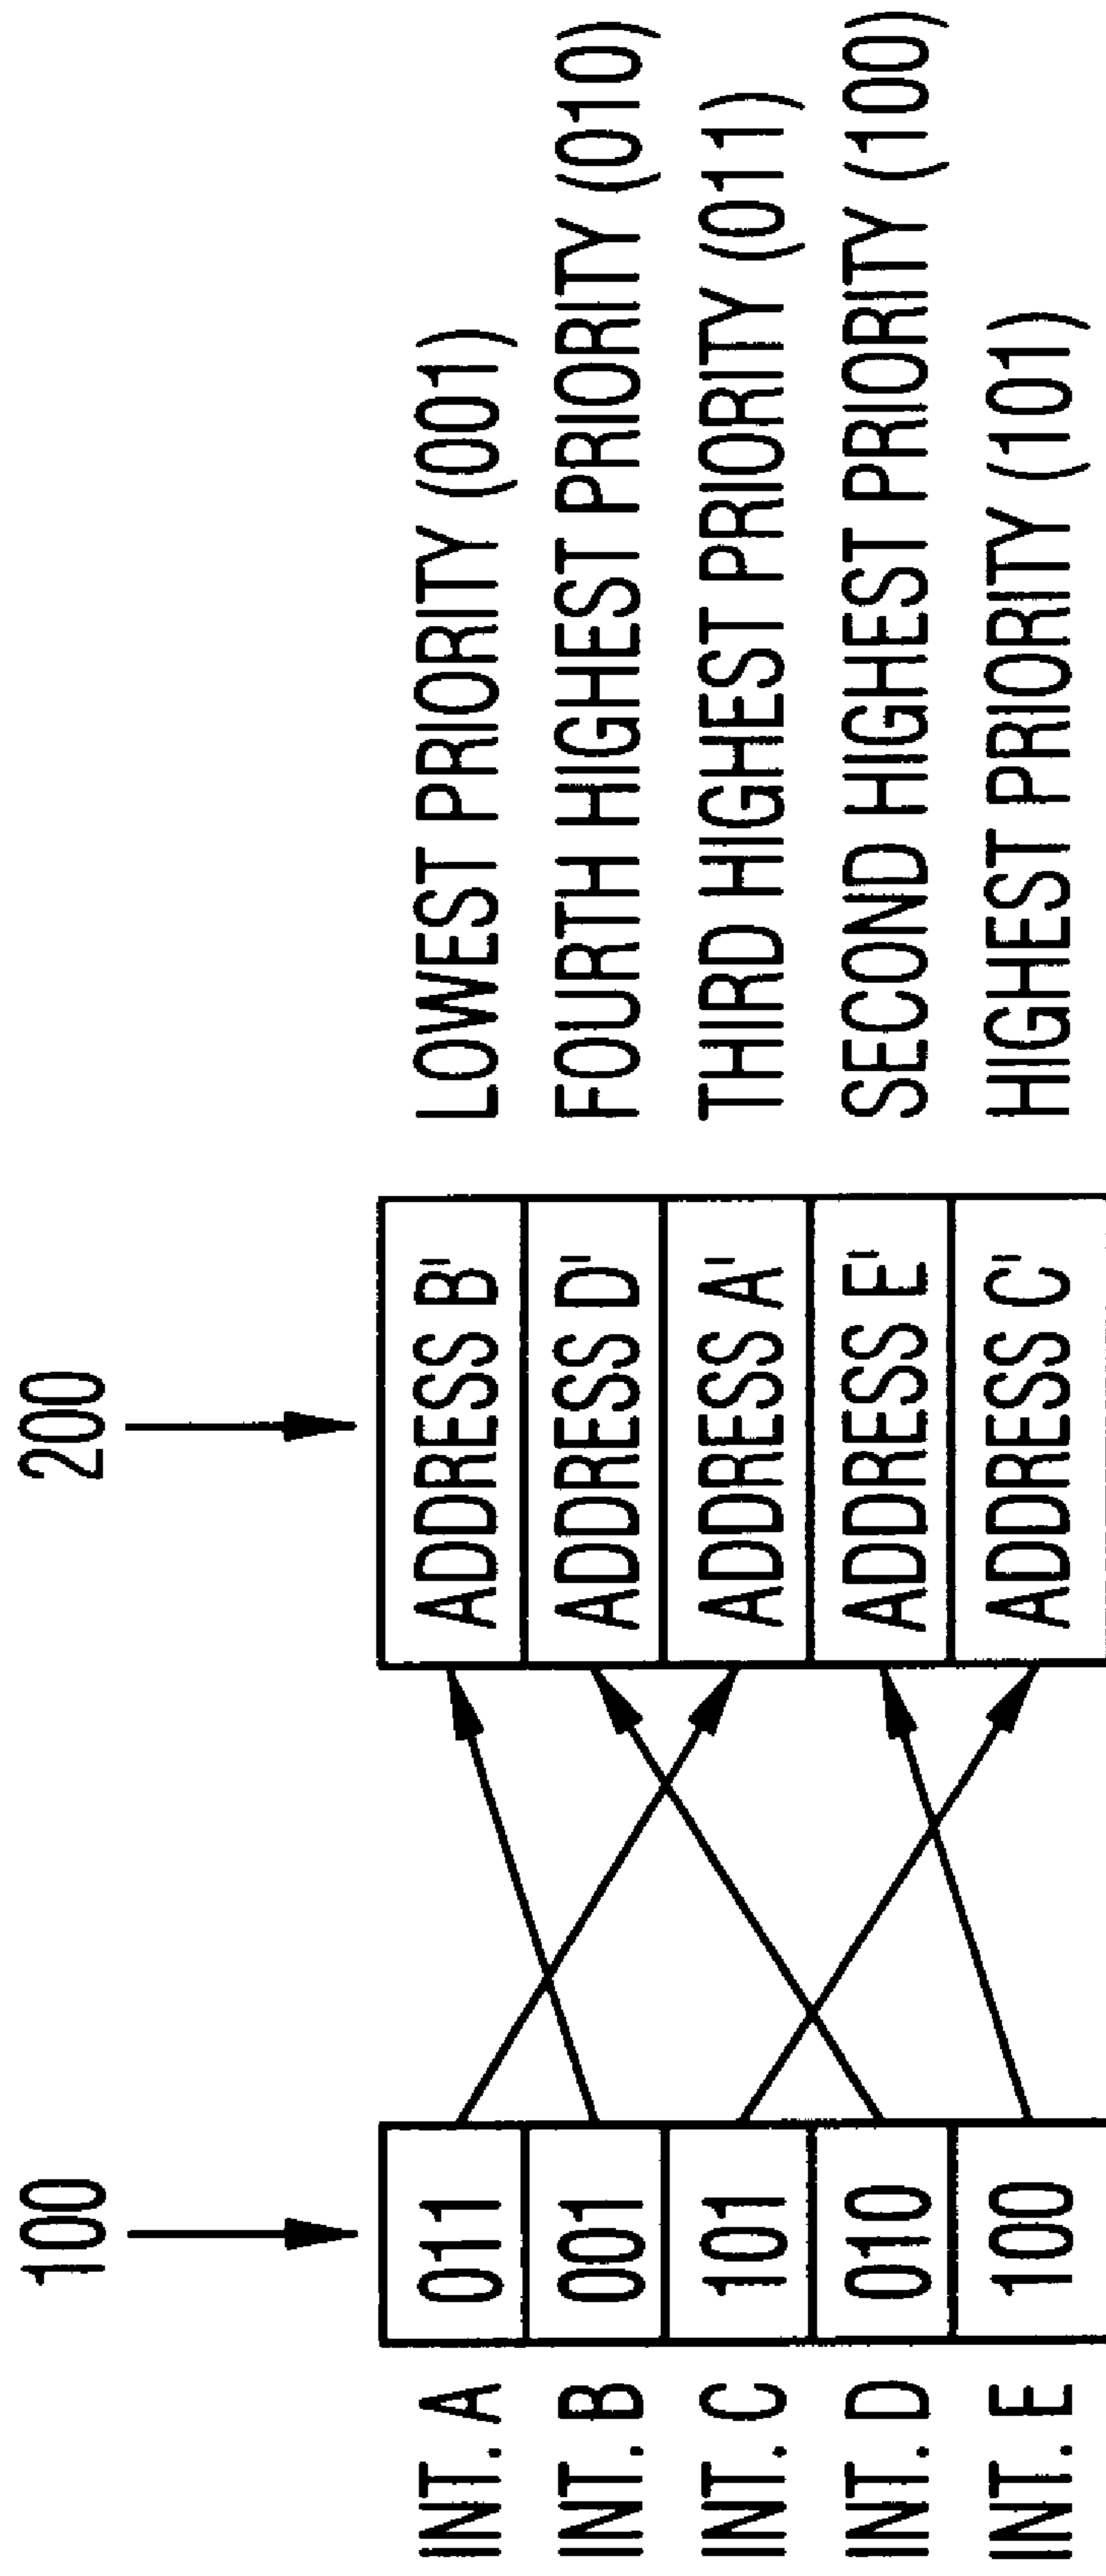 100
200
INT. A 011 ADDRESS B' LOWEST PRIORITY (001)
INT. B 001 ADDRESS D' FOURTH HIGHEST PRIORITY (010)
INT. C 101 ADDRESS A' THIRD HIGHEST PRIORITY (011)
INT. D 010 ADDRESS E' SECOND HIGHEST PRIORITY (100)
INT. E 100 ADDRESS C' HIGHEST PRIORITY (101)